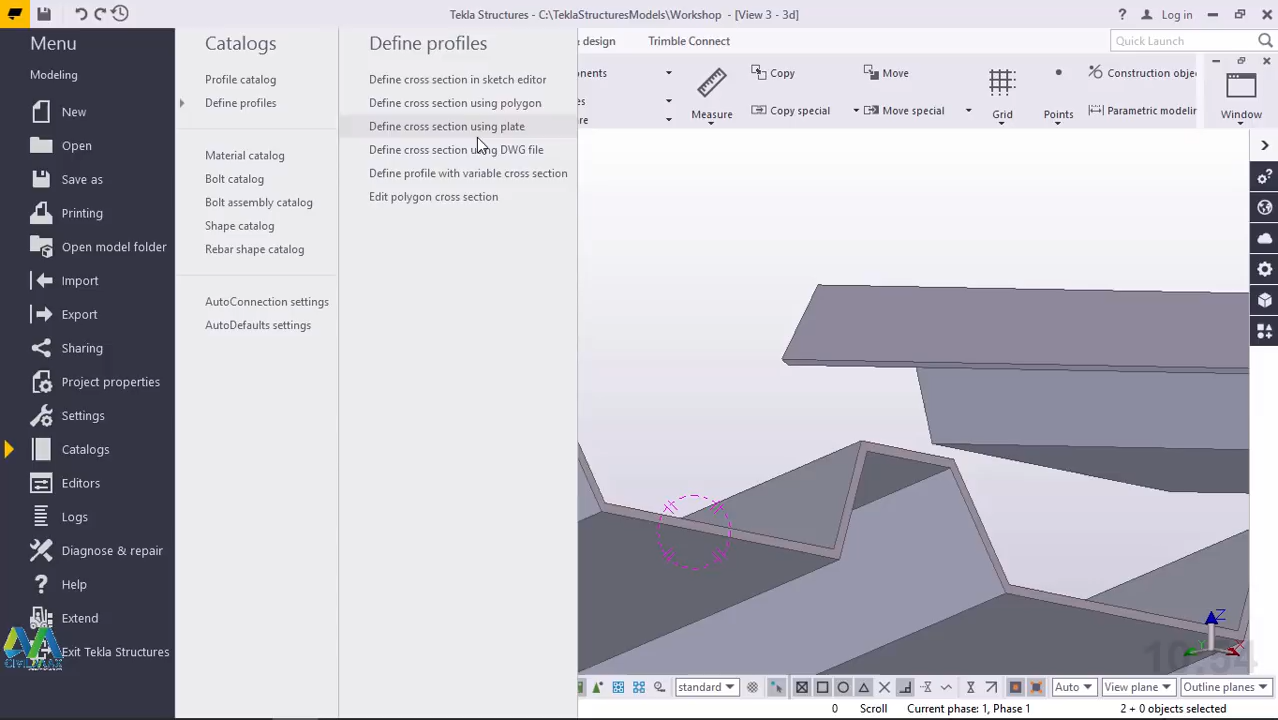 Tekla Structures - C:\TeklaStructuresModels\Workshop - [View 3 - 3d]
Log in
Menu
Modeling
New
Open
Save as
Printing
Open model folder
Import
Export
Sharing
Project properties
Settings
Catalogs
Editors
Logs
Diagnose & repair
Help
Extend
Exit Tekla Structures
Catalogs
Profile catalog
Define profiles
Material catalog
Bolt catalog
Bolt assembly catalog
Shape catalog
Rebar shape catalog
AutoConnection settings
AutoDefaults settings
Define profiles
Define cross section in sketch editor
Define cross section using polygon
Define cross section using plate
Define cross section using DWG file
Define profile with variable cross section
Edit polygon cross section
& design
Trimble Connect
Quick Launch
Measure
Copy
Copy special
Move
Move special
Grid
Points
Construction obje
Parametric modelin
Window
Z
10:54
standard
Auto
View plane
Outline planes
0
Scroll
Current phase: 1, Phase 1
2 + 0 objects selected